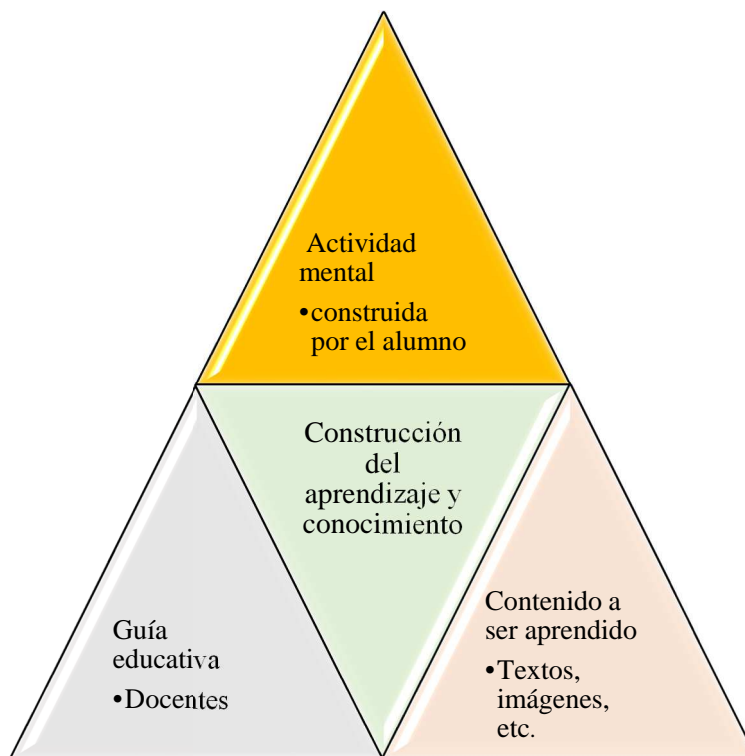 Actividad
mental
•construida
por el alumno
Construcción
del
aprendizaje y
conocimiento
Guía
educativa
•Docentes
Contenido a
ser aprendido
•Textos,
imágenes,
etc.